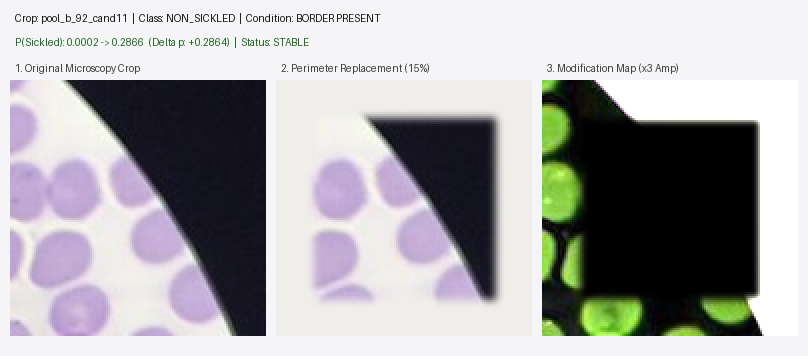 Crop: pool_b_92_cand11 | Class: NON_SICKLED | Condition: BORDER PRESENT
P(Sickled): 0.0002 -> 0.2866 (Delta p: +0.2864) | Status: STABLE
1. Original Microscopy Crop
2. Perimeter Replacement (15%)
3. Modification Map (x3 Amp)